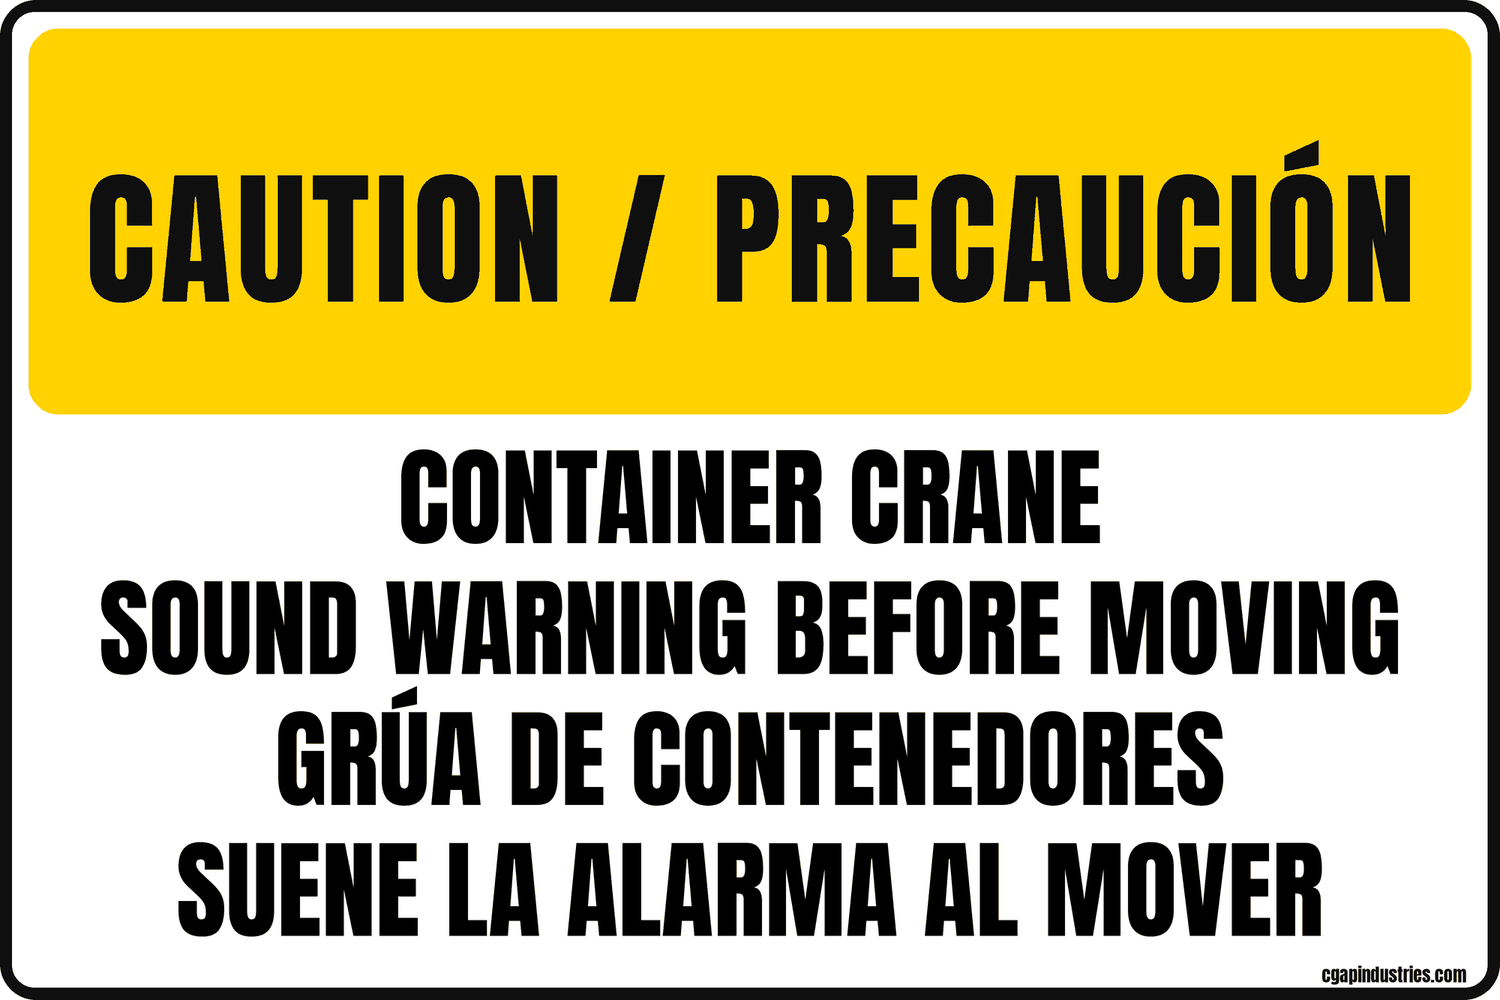 CAUTION / PRECAUCIÓN
CONTAINER CRANE
SOUND WARNING BEFORE MOVING
GRÚA DE CONTENEDORES
SUENE LA ALARMA AL MOVER
cgapindustries.com